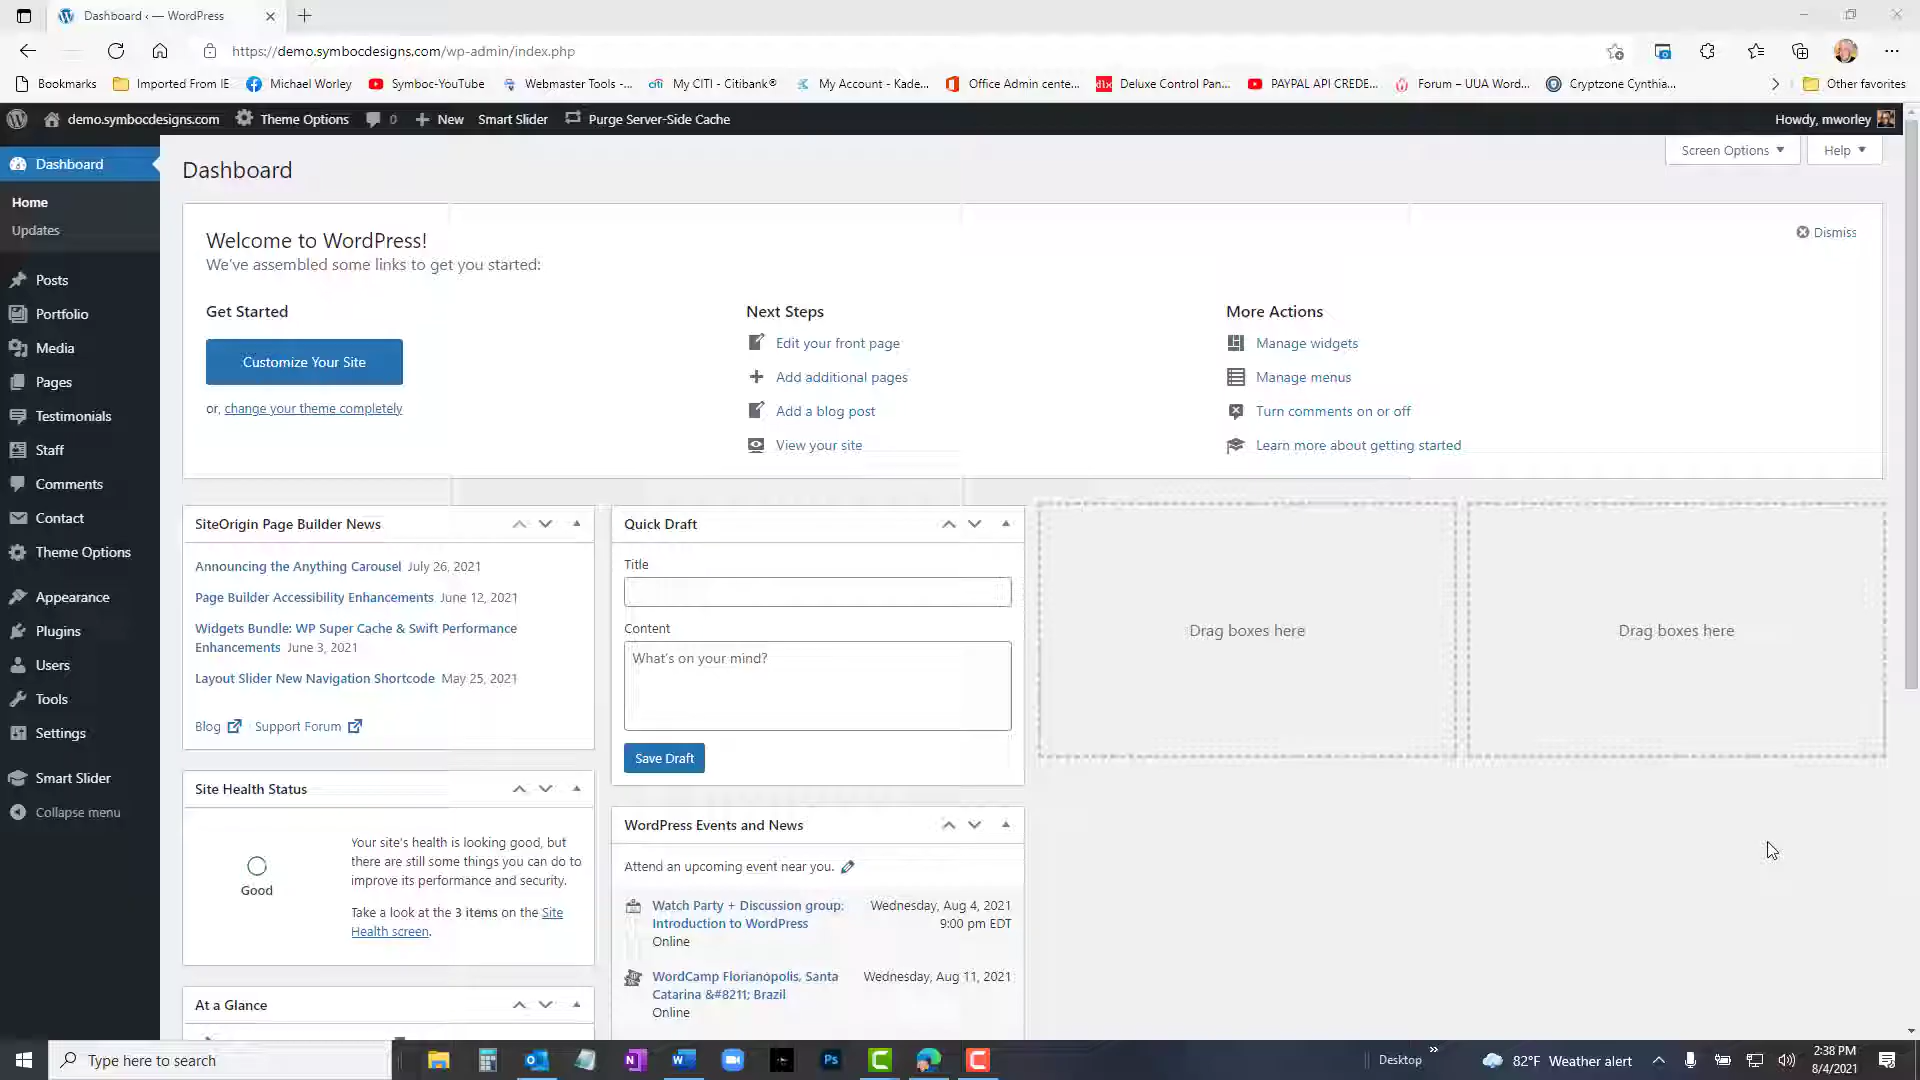 Dashboard ‹ — WordPress
https://demo.symbocdesigns.com/wp-admin/index.php
Bookmarks Imported From IE Michael Worley Symboc-YouTube Webmaster Tools -... citi My CITI - Citibank® My Account - Kade... Office Admin cente... dlx Deluxe Control Pan... PAYPAL API CREDE... Forum – UUA Word... Cryptzone Cynthia... Other favorites
demo.symbocdesigns.com Theme Options 0 New Smart Slider Purge Server-Side Cache Howdy, mworley
Dashboard
Home
Updates
Posts
Portfolio
Media
Pages
Testimonials
Staff
Comments
Contact
Theme Options
Appearance
Plugins
Users
Tools
Settings
Smart Slider
Collapse menu
Screen Options Help
Dashboard
Welcome to WordPress!
Dismiss
We've assembled some links to get you started:
Get Started
Customize Your Site
or, change your theme completely
Next Steps
Edit your front page
Add additional pages
Add a blog post
View your site
More Actions
Manage widgets
Manage menus
Turn comments on or off
Learn more about getting started
SiteOrigin Page Builder News
Announcing the Anything Carousel July 26, 2021
Page Builder Accessibility Enhancements June 12, 2021
Widgets Bundle: WP Super Cache & Swift Performance
Enhancements June 3, 2021
Layout Slider New Navigation Shortcode May 25, 2021
Blog Support Forum
Site Health Status
Good
Your site's health is looking good, but
there are still some things you can do to
improve its performance and security.
Take a look at the 3 items on the Site
Health screen.
At a Glance
Quick Draft
Title
Content
What's on your mind?
Save Draft
WordPress Events and News
Attend an upcoming event near you.
Watch Party + Discussion group: Wednesday, Aug 4, 2021
Introduction to WordPress 9:00 pm EDT
Online
WordCamp Florianópolis, Santa Wednesday, Aug 11, 2021
Catarina &#8211; Brazil
Online
Drag boxes here
Drag boxes here
Type here to search
N W Ps C C
Desktop » 82°F Weather alert
2:38 PM
8/4/2021